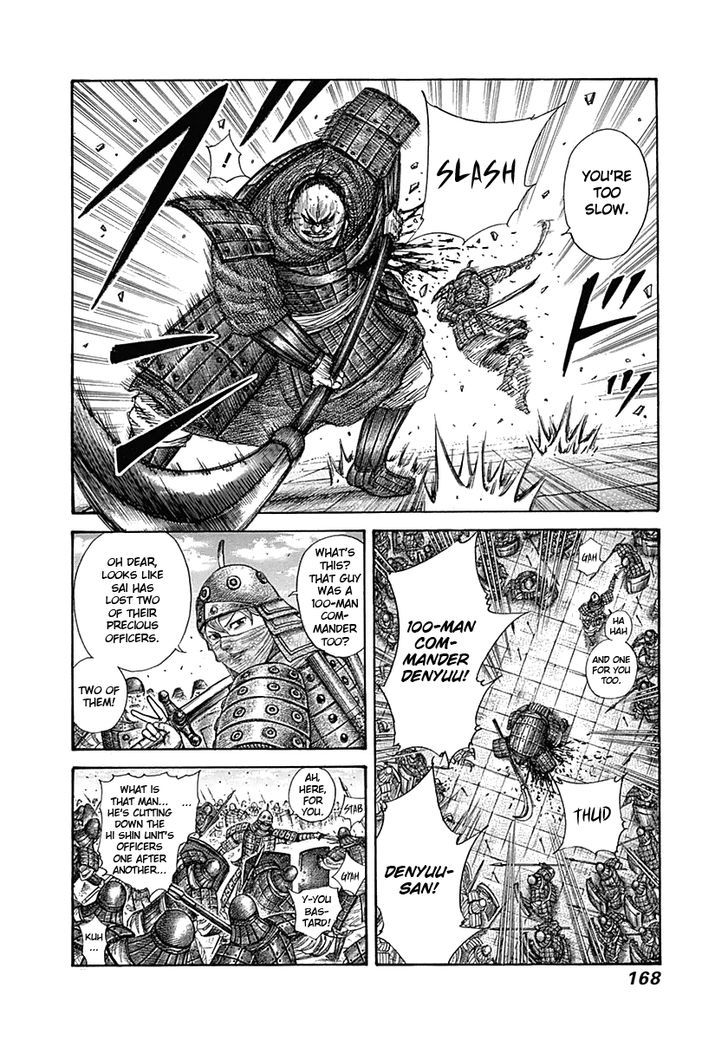 YOU'RE
TOO
SLOW.
SLASH
!
ドドッ
GAH
HA
HAH
AND ONE
FOR YOU
TOO.
100-MAN
COM-
MANDER
DENYUU!
THUD
DENYUU-
SAN!
WHAT'S
THIS?
THAT GUY
WAS A
100-MAN
COM-
MANDER
TOO?
OH DEAR,
LOOKS LIKE
SAI HAS
LOST TWO
OF THEIR
PRECIOUS
OFFICERS.
TWO OF
THEM!
AH,
HERE,
FOR YOU.
STAB
GYAH
Y-YOU
BAS-
TARD!
...
WHAT IS
THAT MAN...
HE'S CUTTING
DOWN THE
HI SHIN UNIT'S
OFFICERS
ONE AFTER
ANOTHER...
KUH
...
168